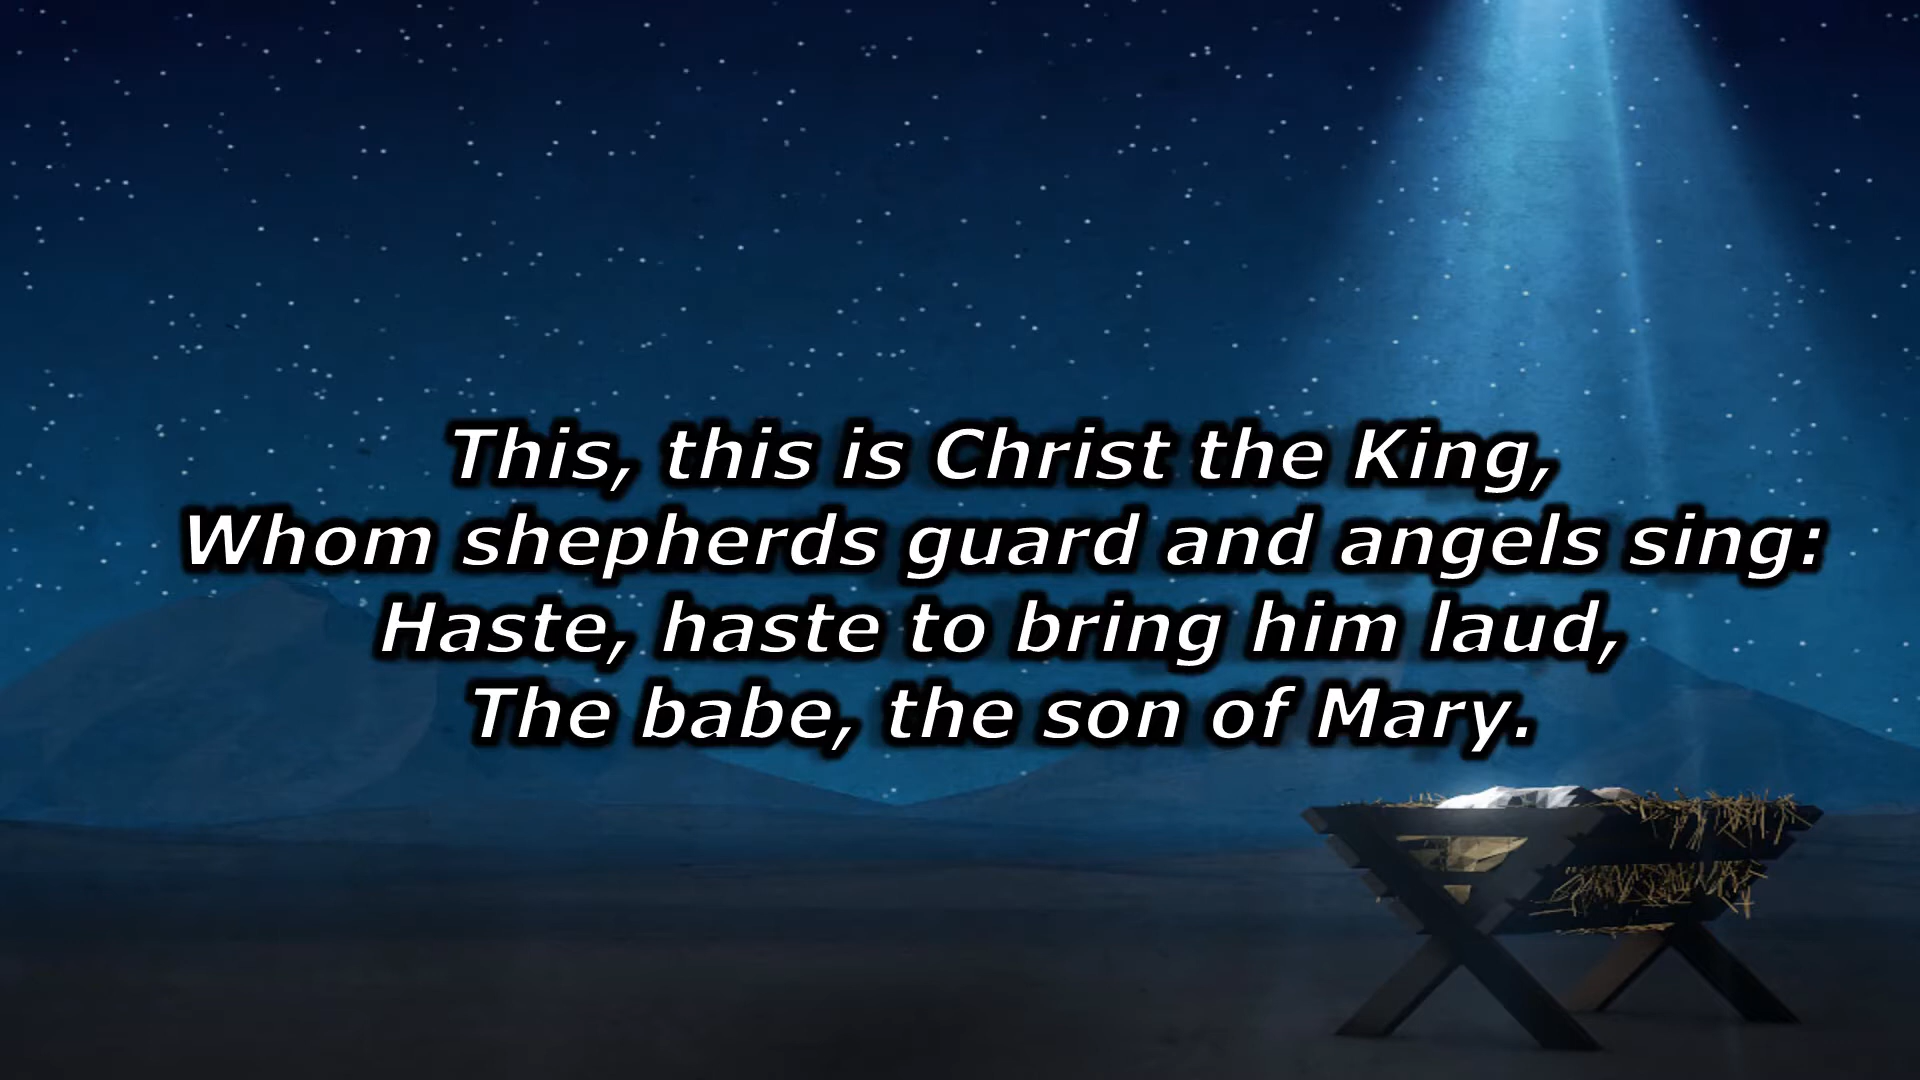 This, this is Christ the King,
Whom shepherds guard and angels sing:
Haste, haste to bring him laud,
The babe, the son of Mary.